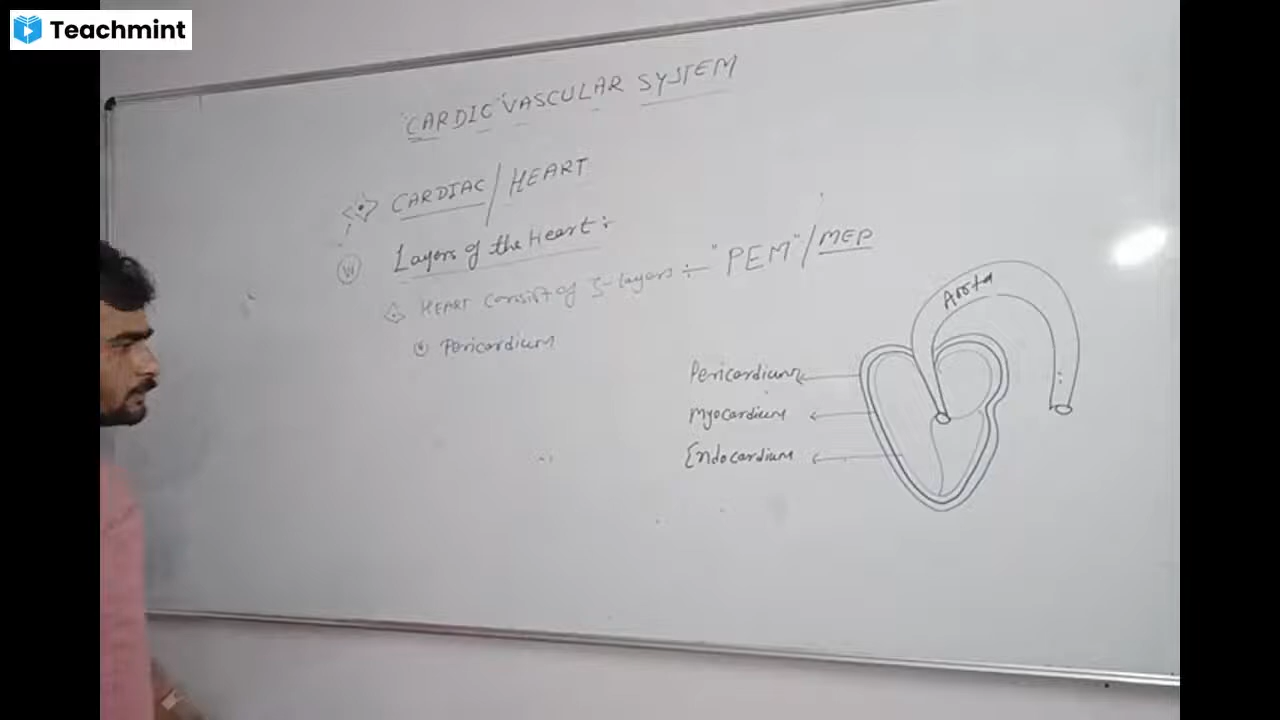 Teachmint
"CARDIC" VASCULAR SYSTEM
CARDIAC / HEART
Layers of the Heart :-
HEART consist of 3-layers :- "PEM" / MEP
Pericardium
Aorta
Pericardium
Myocardium
Endocardium